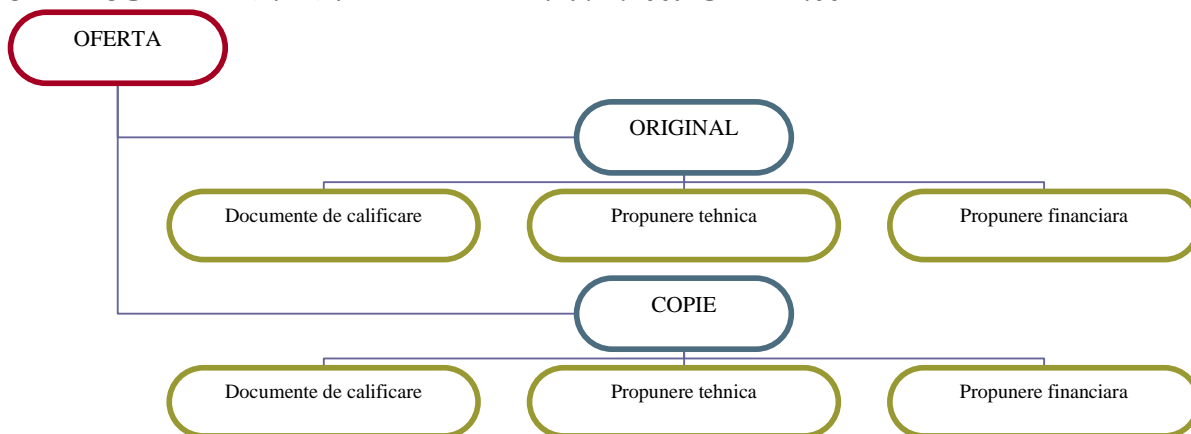 OFERTA
ORIGINAL
Documente de calificare
Propunere tehnica
Propunere financiara
COPIE
Documente de calificare
Propunere tehnica
Propunere financiara